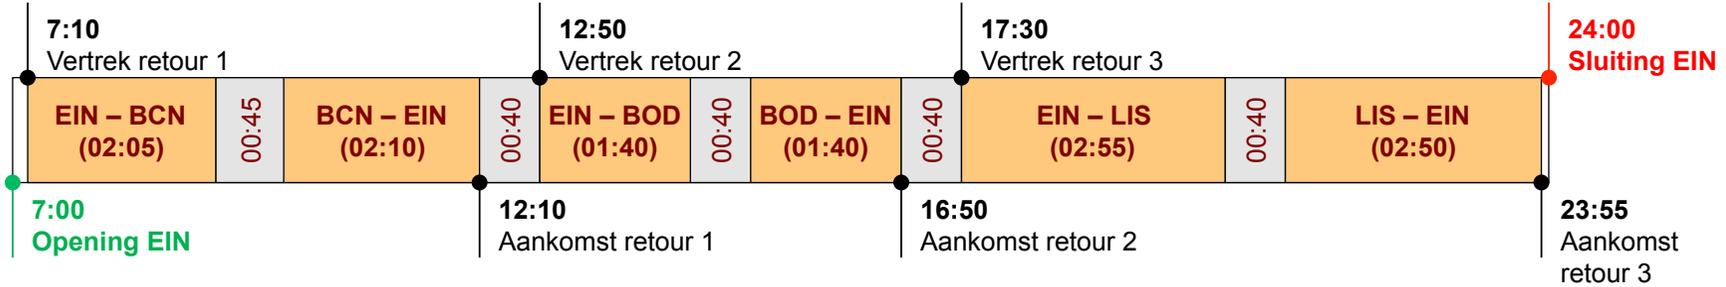 7:10
Vertrek retour 1
12:50
Vertrek retour 2
17:30
Vertrek retour 3
24:00
Sluiting EIN
EIN – BCN
(02:05)
00:45
BCN – EIN
(02:10)
00:40
EIN – BOD
(01:40)
00:40
BOD – EIN
(01:40)
00:40
EIN – LIS
(02:55)
00:40
LIS – EIN
(02:50)
7:00
Opening EIN
12:10
Aankomst retour 1
16:50
Aankomst retour 2
23:55
Aankomst
retour 3